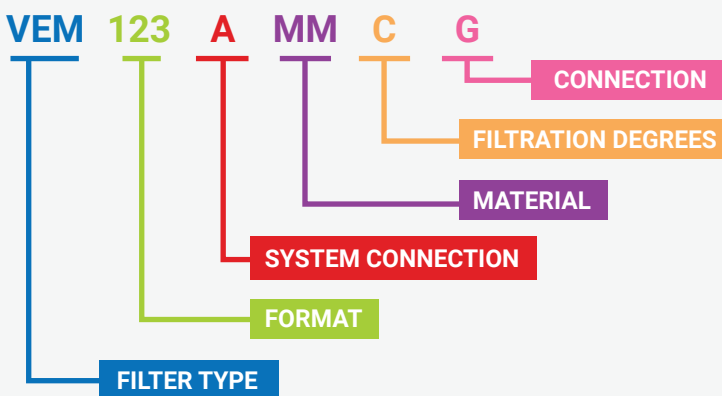 VEM 123 A MM C G
CONNECTION
FILTRATION DEGREES
MATERIAL
SYSTEM CONNECTION
FORMAT
FILTER TYPE